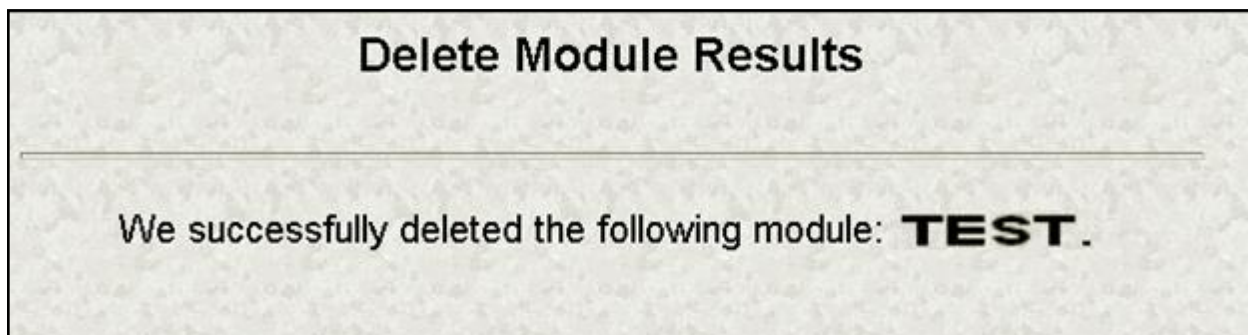 Delete Module Results
We successfully deleted the following module: TEST.